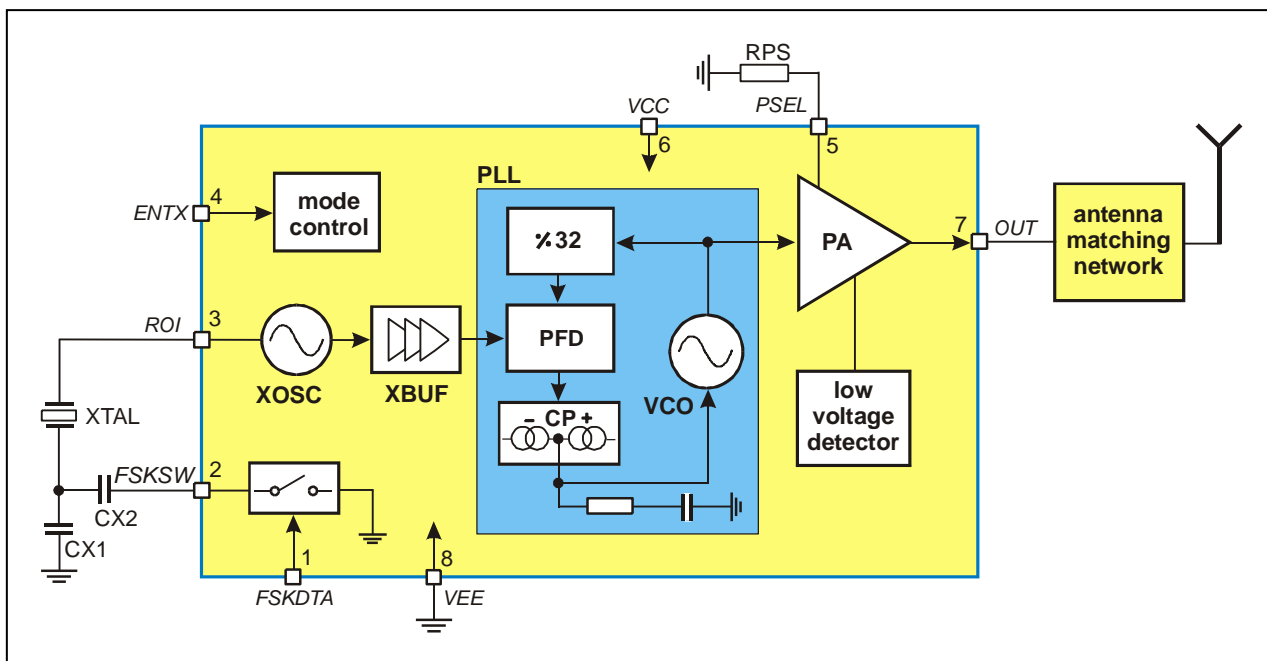 RPS
VCC
PSEL
6
5
PLL
4
ENTX
mode
control
% 32
PA
7
OUT
antenna
matching
network
3
ROI
PFD
XOSC
XBUF
VCO
low
voltage
detector
- CP +
XTAL
FSKSW
2
CX2
CX1
1
8
FSKDTA
VEE